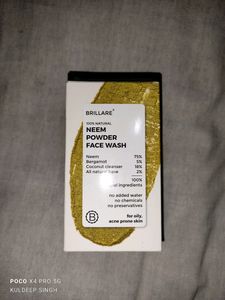 BRILLARE
100% NATURAL
NEEM
POWDER
FACE WASH
Neem 75%
Bergamot 5%
Coconut cleanser 18%
All natural base 2%
100%
ingredients
no added water
no chemicals
no preservatives
B
for oily,
acne prone skin
POCO X4 PRO 5G
KULDEEP SINGH